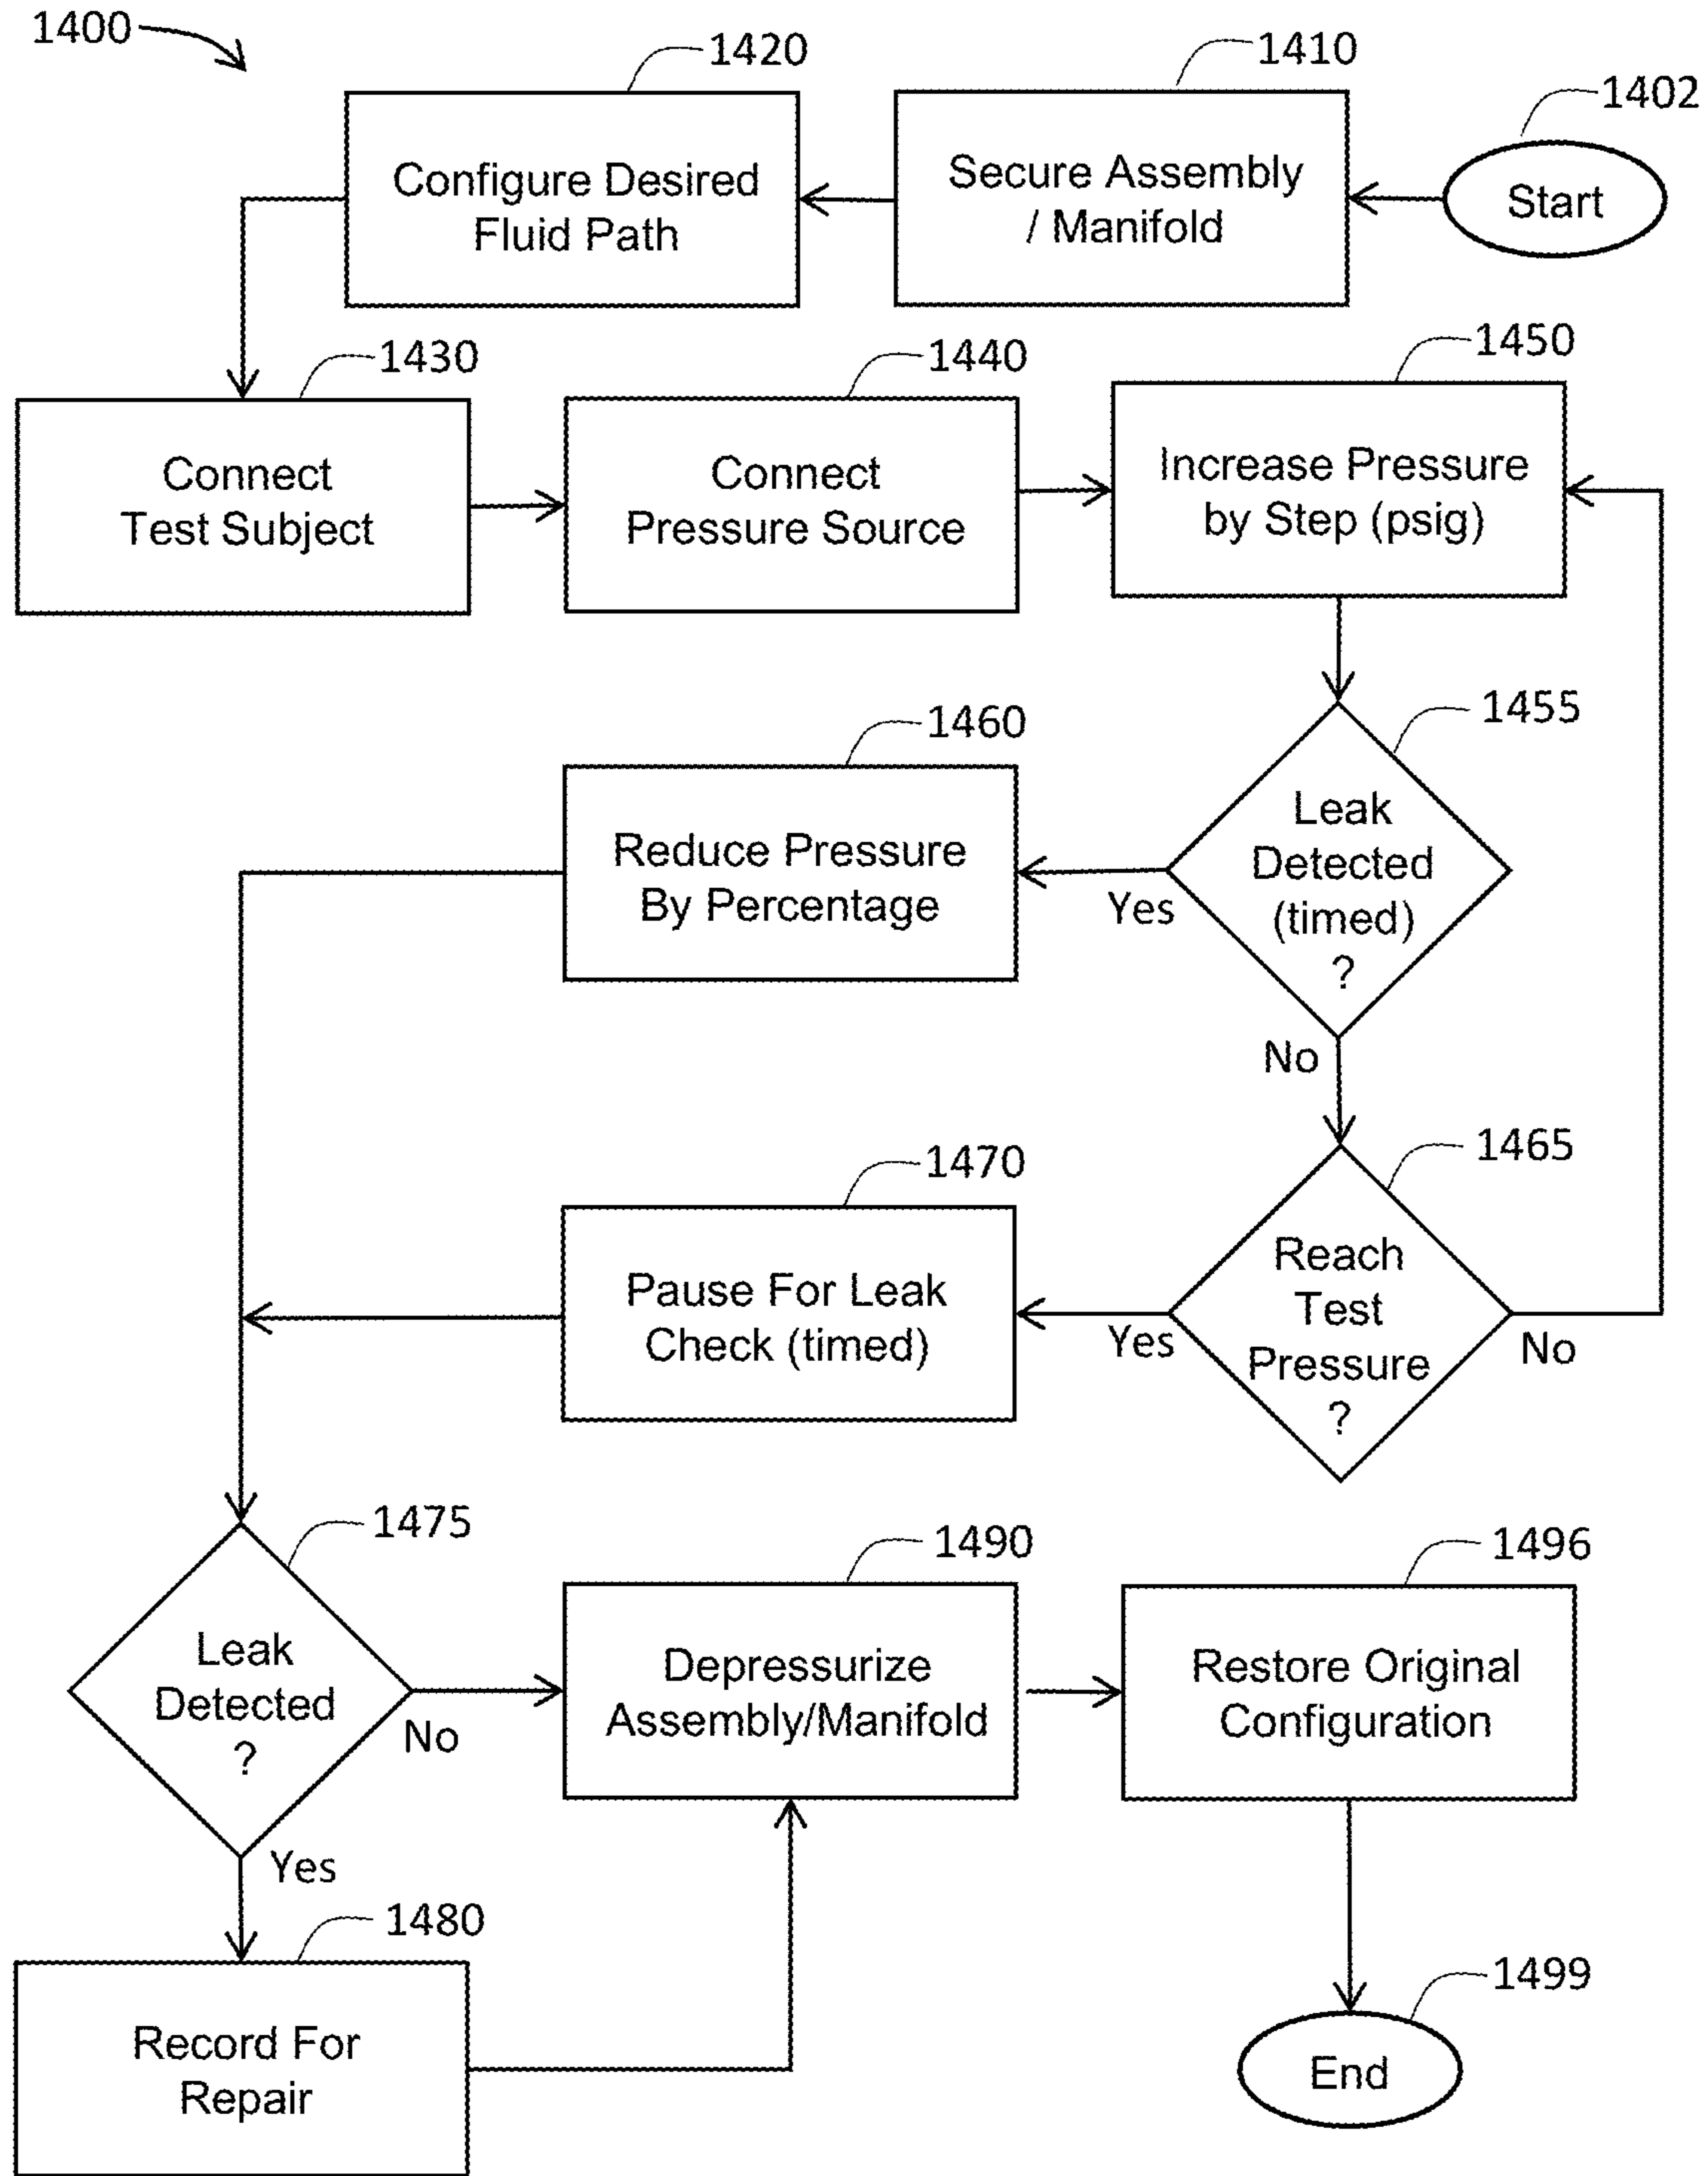 1400
1420
1410
1402
Configure Desired
Fluid Path
Secure Assembly
/ Manifold
Start
1430
1440
1450
Connect
Test Subject
Connect
Pressure Source
Increase Pressure
by Step (psig)
1455
1460
Leak
Detected
(timed)
?
Reduce Pressure
By Percentage
Yes
No
1465
1470
Reach
Test
Pressure
?
Pause For Leak
Check (timed)
Yes
No
1475
1490
1496
Leak
Detected
?
No
Depressurize
Assembly/Manifold
Restore Original
Configuration
Yes
1480
1499
Record For
Repair
End